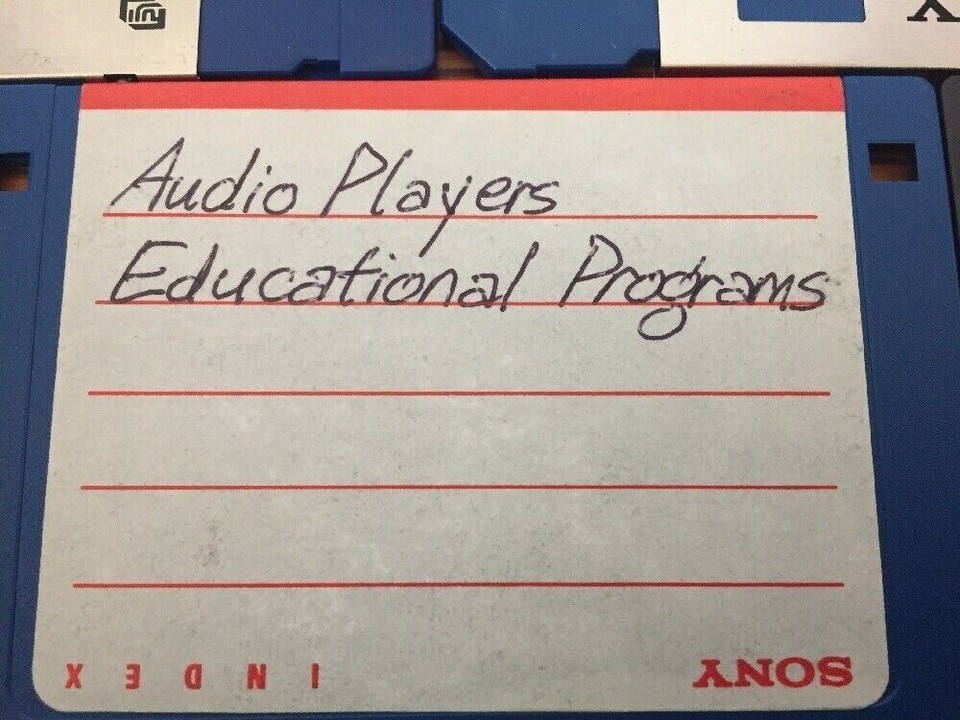 Audio Players
Educational Programs
INDEX SONY